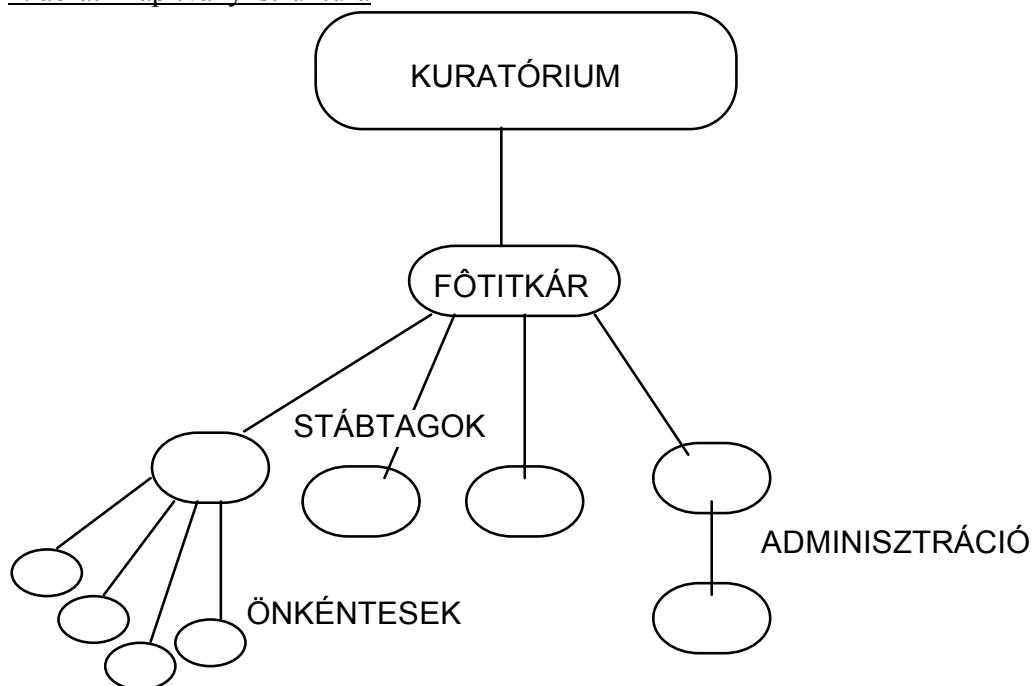 KURATÓRIUM
FÔTITKÁR
STÁBTAGOK
ADMINISZTRÁCIÓ
ÖNKÉNTESEK